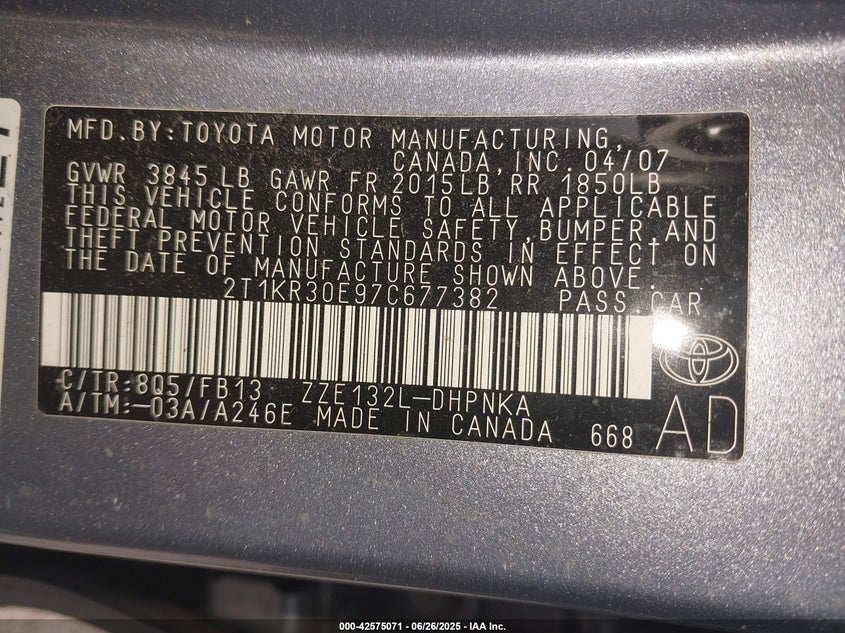 MFD.BY:TOYOTA MOTOR MANUFACTURING,
CANADA,INC. 04/07
GVWR 3845LB GAWR FR 2015LB RR 1850LB
THIS VEHICLE CONFORMS TO ALL APPLICABLE
FEDERAL MOTOR VEHICLE SAFETY,BUMPER,AND
THEFT PREVENTION STANDARDS IN EFFECT ON
THE DATE OF MANUFACTURE SHOWN ABOVE.
2T1KR30E97C677382 PASS CAR
C/TR:8Q5/FB13 ZZE132L-DHPNKA
A/TM:-03A/A246E MADE IN CANADA 668 AD
000-42575071 - 06/26/2025 - IAA Inc.